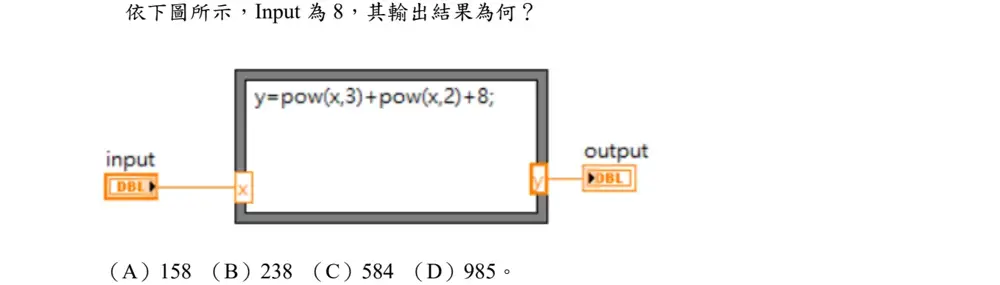 依下圖所示，Input 為 8，其輸出結果為何？
y=pow(x,3)+pow(x,2)+8;
input
output
DBL
x
y
DBL
（A）158 （B）238 （C）584 （D）985。